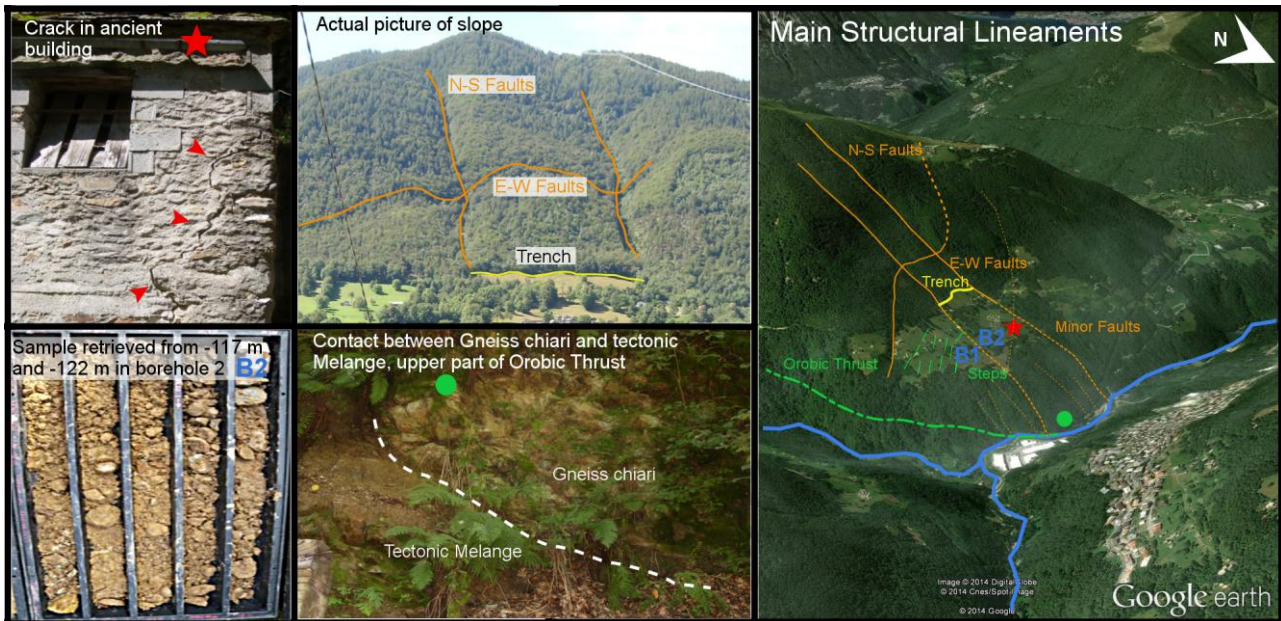 Crack in ancient
building
Actual picture of slope
N-S Faults
E-W Faults
Trench
Main Structural Lineaments
N
N-S Faults
E-W Faults
Trench
Minor Faults
B2
B1
Orobic Thrust
Steps
Sample retrieved from -117 m
and -122 m in borehole 2 B2
Contact between Gneiss chiari and tectonic
Melange, upper part of Orobic Thrust
Gneiss chiari
Tectonic Melange
Image © 2014 DigitalGlobe
© 2014 Cnes/Spot Image
© 2014 Google
Google earth